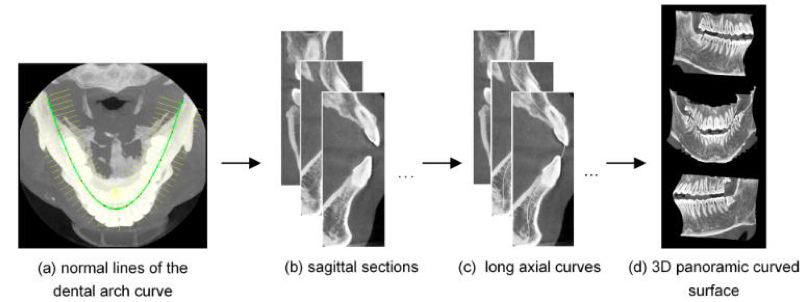 (a) normal lines of the
dental arch curve
(b) sagittal sections
(c) long axial curves
(d) 3D panoramic curved
surface
... 
...